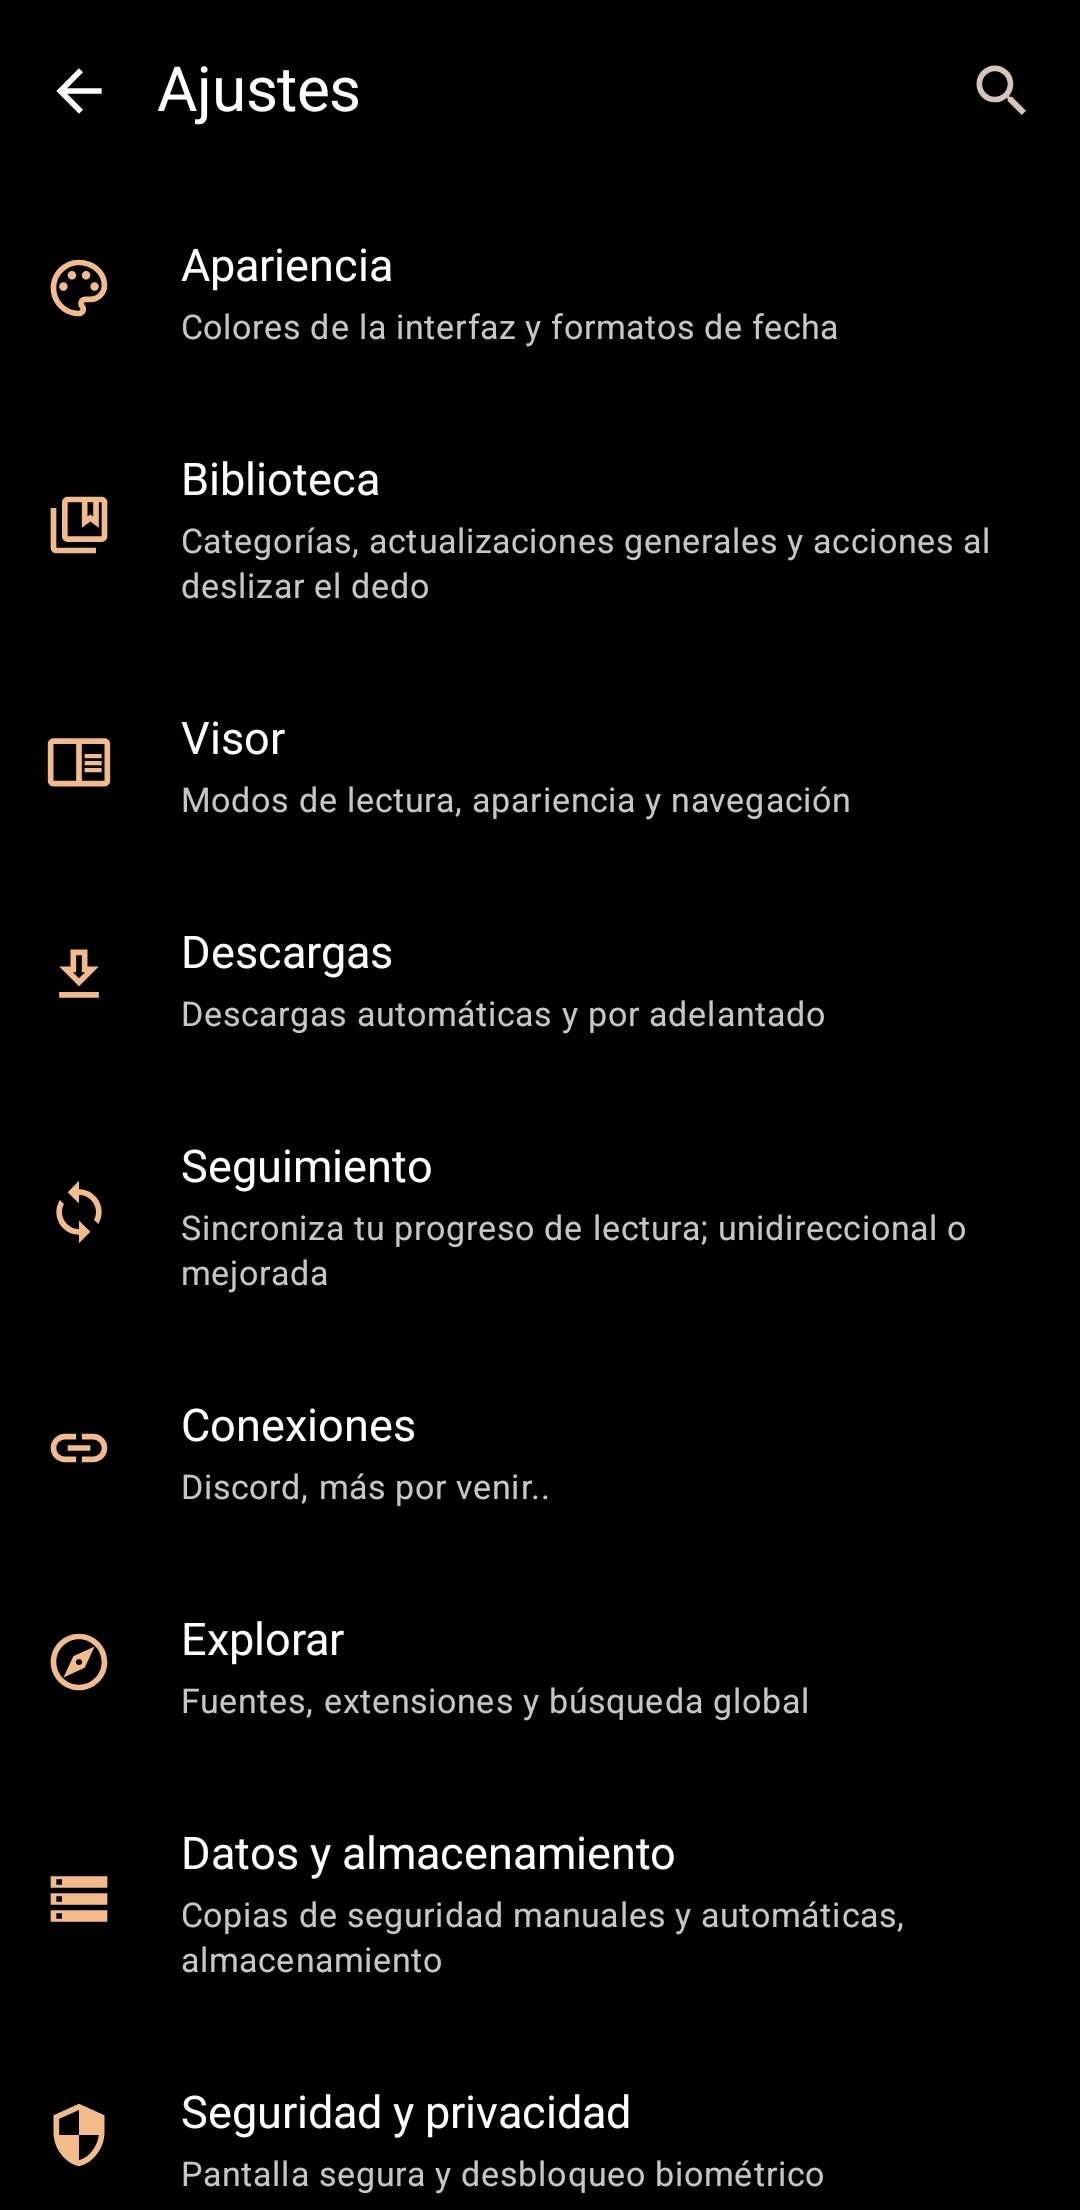 Ajustes
Apariencia
Colores de la interfaz y formatos de fecha
Biblioteca
Categorías, actualizaciones generales y acciones al
deslizar el dedo
Visor
Modos de lectura, apariencia y navegación
Descargas
Descargas automáticas y por adelantado
Seguimiento
Sincroniza tu progreso de lectura; unidireccional o
mejorada
Conexiones
Discord, más por venir..
Explorar
Fuentes, extensiones y búsqueda global
Datos y almacenamiento
Copias de seguridad manuales y automáticas,
almacenamiento
Seguridad y privacidad
Pantalla segura y desbloqueo biométrico